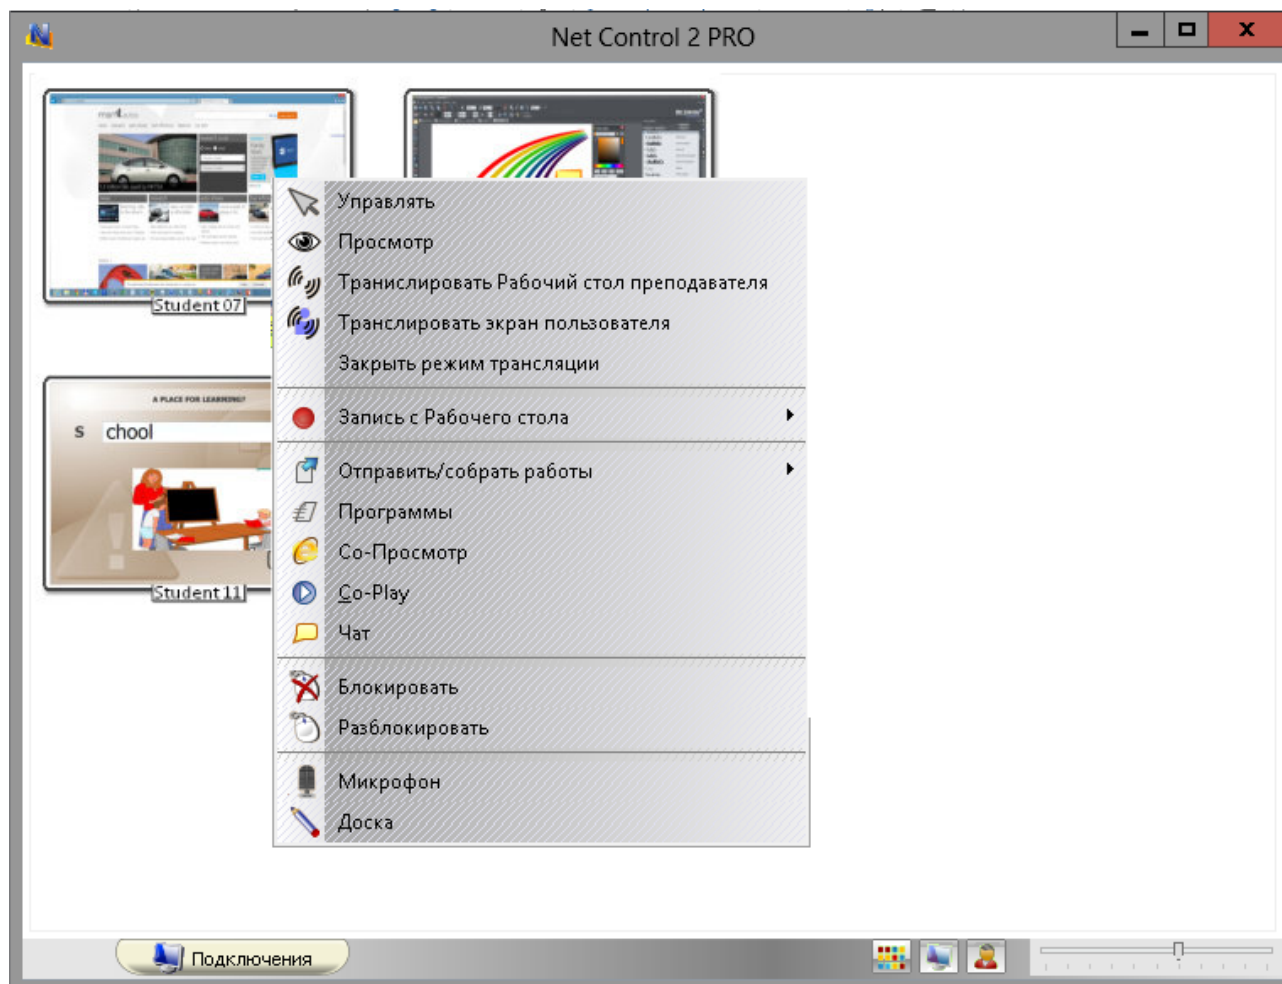 Net Control 2 PRO
Student 07
A PLACE FOR LEARNING?
S chool
Student 11
Управлять
Просмотр
Транислировать Рабочий стол преподавателя
Транслировать экран пользователя
Закрыть режим трансляции
Запись с Рабочего стола
Отправить/собрать работы
Программы
Со-Просмотр
Co-Play
Чат
Блокировать
Разблокировать
Микрофон
Доска
Подключения